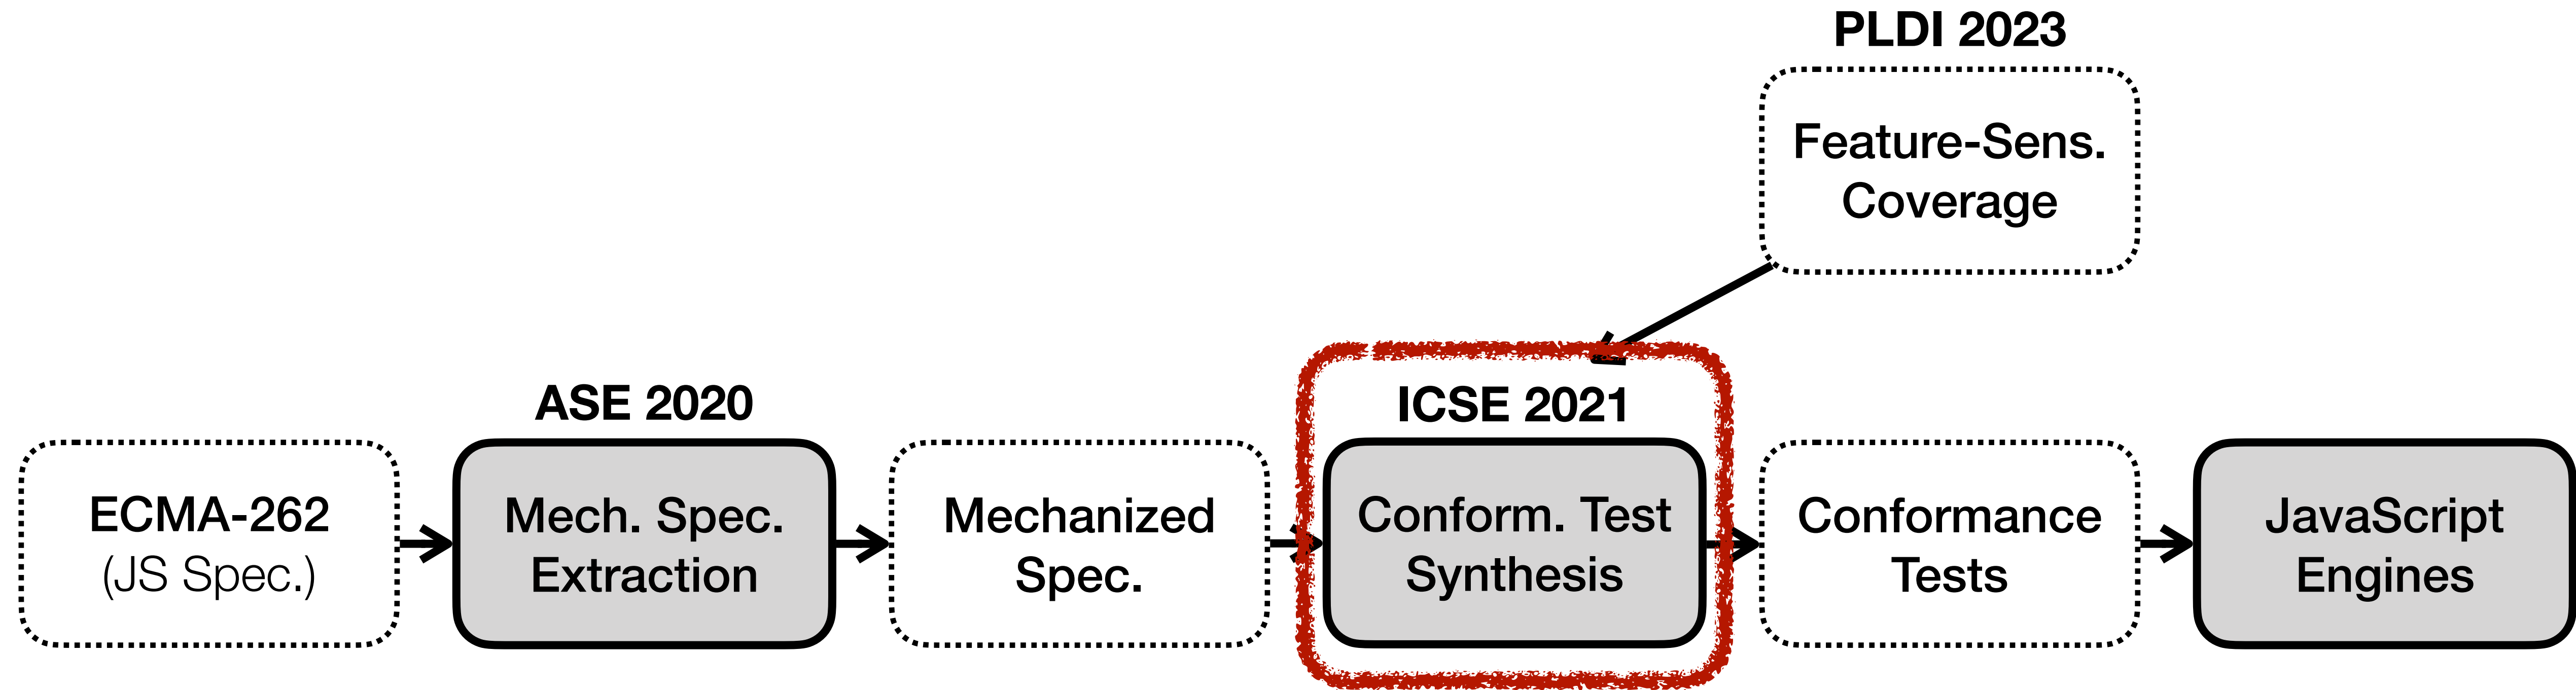 PLDI 2023
Feature-Sens.
Coverage
ASE 2020
ICSE 2021
ECMA-262
(JS Spec.)
Mech. Spec.
Extraction
Mechanized
Spec.
Conform. Test
Synthesis
Conformance
Tests
JavaScript
Engines